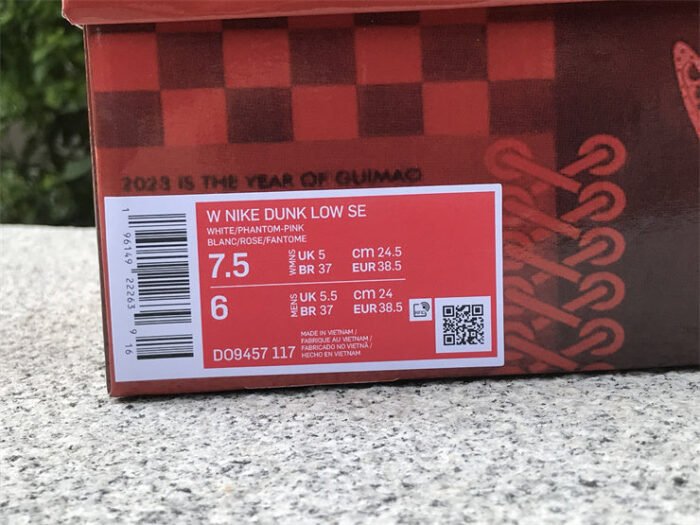 2023 IS THE YEAR OF GUIMAO
W NIKE DUNK LOW SE
WHITE/PHANTOM-PINK
BLANC/ROSE/FANTOME
7.5 WMNS UK 5 cm 24.5
BR 37 EUR 38.5
6 MENS UK 5.5 cm 24
BR 37 EUR 38.5
DO9457 117
MADE IN VIETNAM /
FABRIQUE AU VIETNAM /
FABRICADO NO VIETNÃ /
HECHO EN VIETNAM
1 96149 22263 9 16